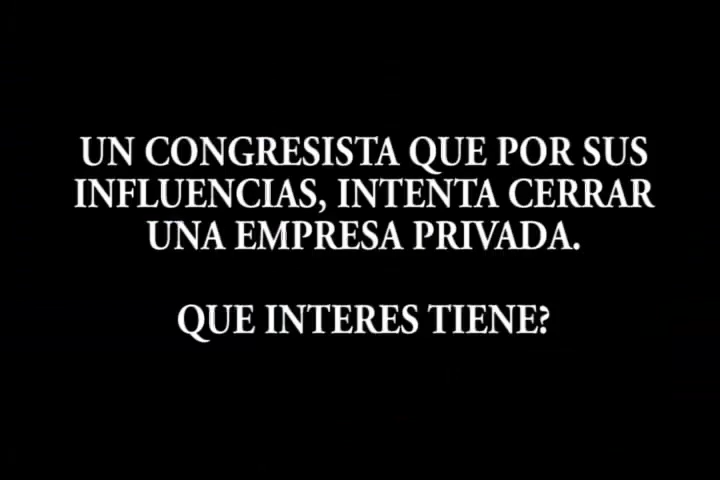 UN CONGRESISTA QUE POR SUS
INFLUENCIAS, INTENTA CERRAR
UNA EMPRESA PRIVADA.
QUE INTERES TIENE?